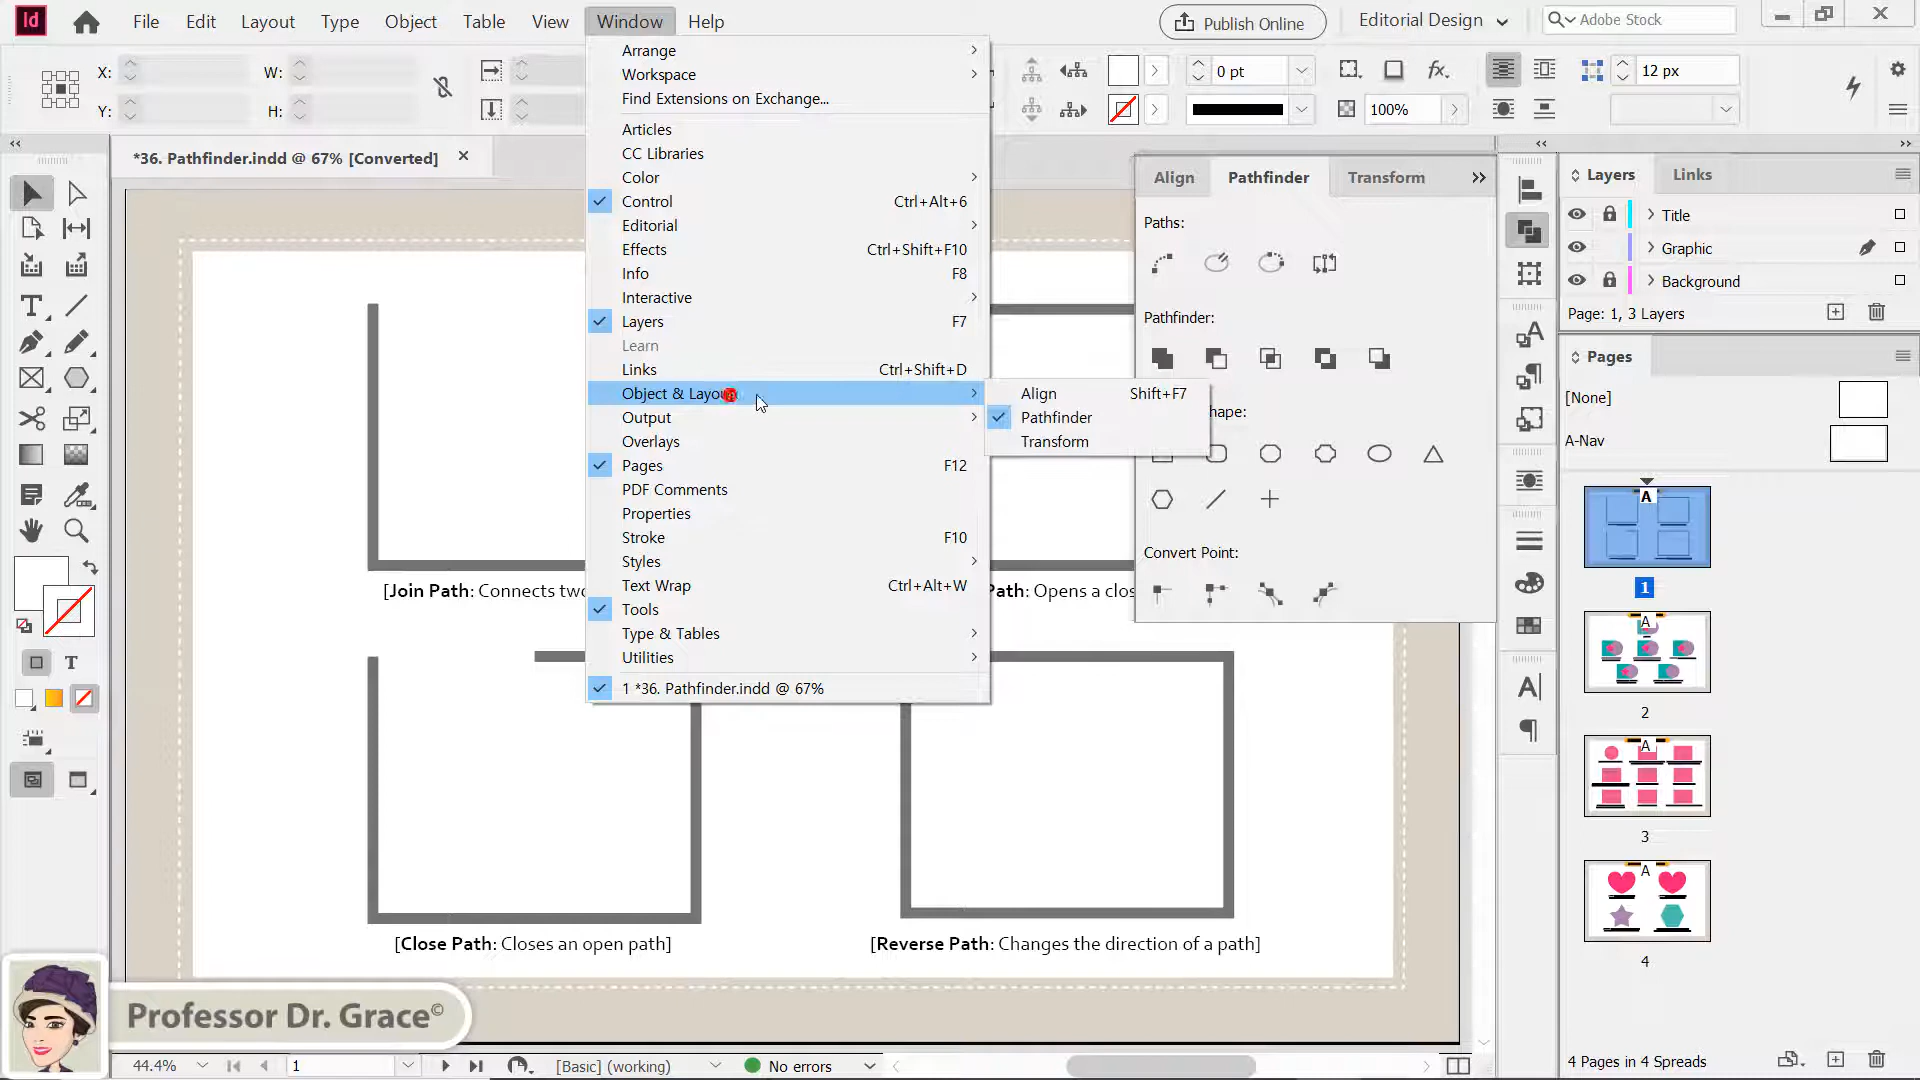 Id File Edit Layout Type Object Table View Window Help Publish Online Editorial Design Adobe Stock
X: W: 0 pt fx. 12 px
Y: H: 100%
*36. Pathfinder.indd @ 67% [Converted]
Arrange
Workspace
Find Extensions on Exchange...
Articles
CC Libraries
Color
Control Ctrl+Alt+6
Editorial
Effects Ctrl+Shift+F10
Info F8
Interactive
Layers F7
Learn
Links Ctrl+Shift+D
Object & Layou
Output
Overlays
Pages F12
PDF Comments
Properties
Stroke F10
Styles
Text Wrap Ctrl+Alt+W
Tools
Type & Tables
Utilities
1 *36. Pathfinder.indd @ 67%
Align Shift+F7
Pathfinder
Transform
Align Pathfinder Transform
Paths:
Pathfinder:
hape:
Convert Point:
Layers Links
Title
Graphic
Background
Page: 1, 3 Layers
Pages
[None]
A-Nav
A
1
A
2
A
3
A
4
4 Pages in 4 Spreads
[Join Path: Connects two
Path: Opens a clos
[Close Path: Closes an open path]
[Reverse Path: Changes the direction of a path]
Professor Dr. Grace©
44.4% 1 [Basic] (working) No errors